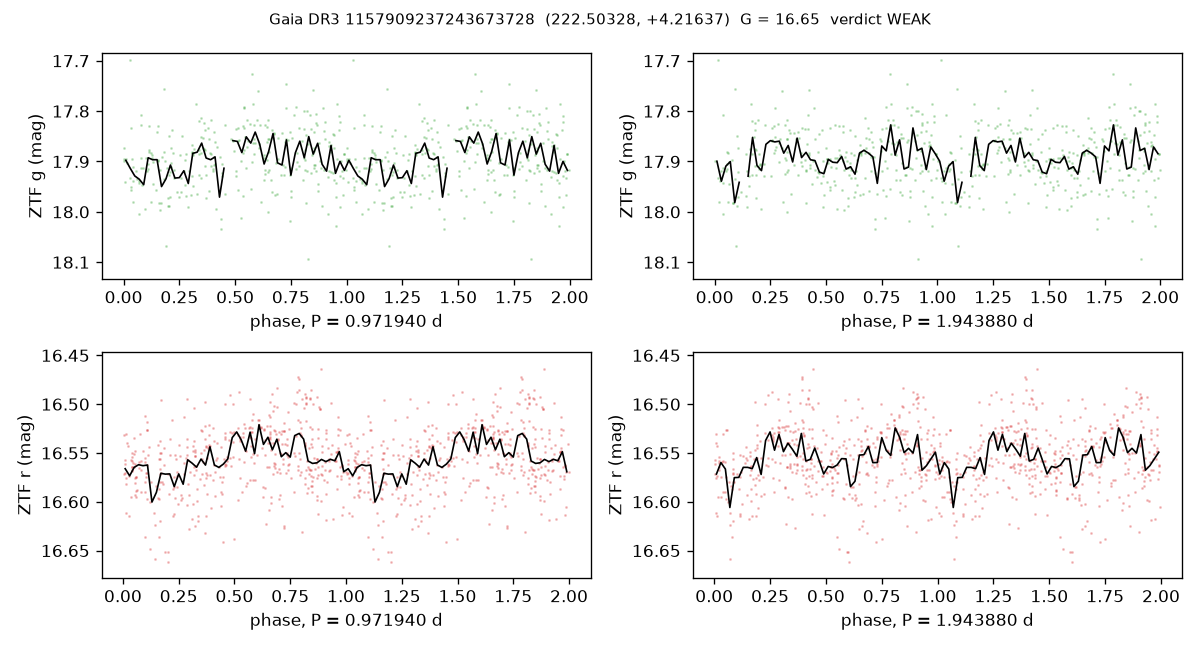 Gaia DR3 1157909237243673728 (222.50328, +4.21637) G = 16.65 verdict WEAK
17.7
17.8
17.9
18.0
18.1
ZTF g (mag)
0.00 0.25 0.50 0.75 1.00 1.25 1.50 1.75 2.00
phase, P = 0.971940 d
17.7
17.8
17.9
18.0
18.1
ZTF g (mag)
0.00 0.25 0.50 0.75 1.00 1.25 1.50 1.75 2.00
phase, P = 1.943880 d
16.45
16.50
16.55
16.60
16.65
ZTF r (mag)
0.00 0.25 0.50 0.75 1.00 1.25 1.50 1.75 2.00
phase, P = 0.971940 d
16.45
16.50
16.55
16.60
16.65
ZTF r (mag)
0.00 0.25 0.50 0.75 1.00 1.25 1.50 1.75 2.00
phase, P = 1.943880 d